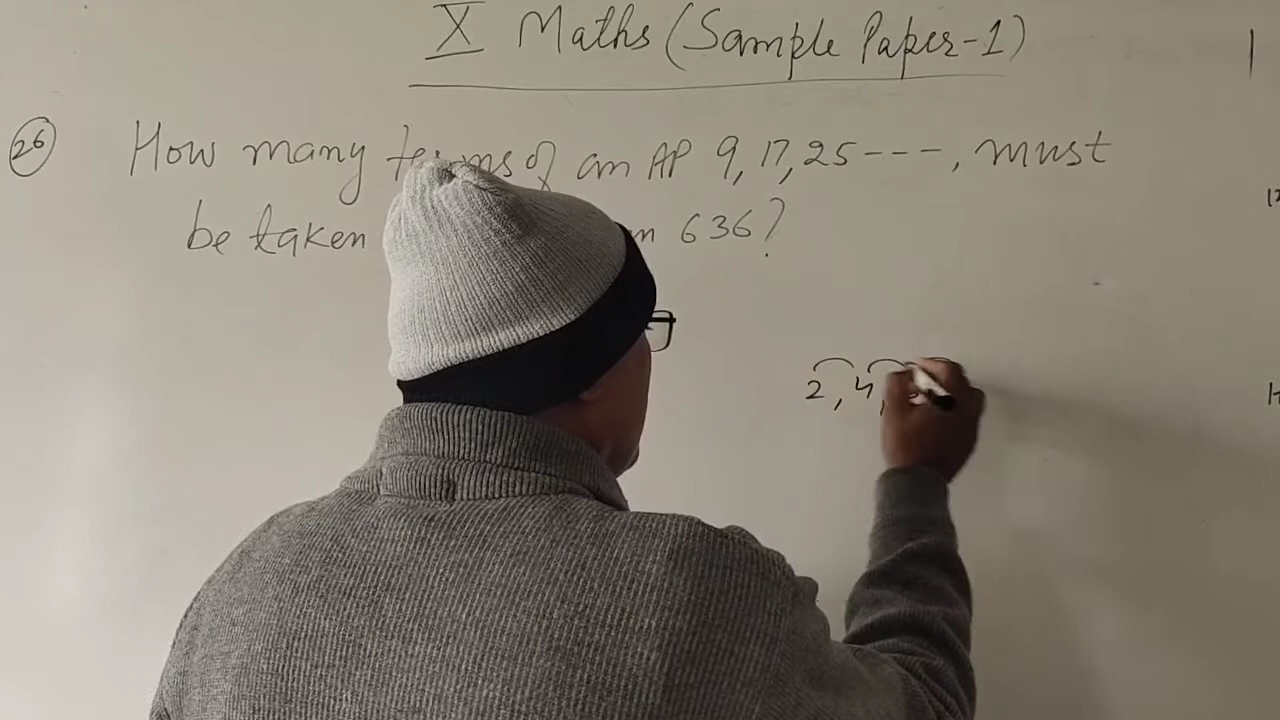 X Maths (Sample Paper-1)
26 How many terms of an AP 9, 17, 25 ---, must
be taken 636?
2, 4,